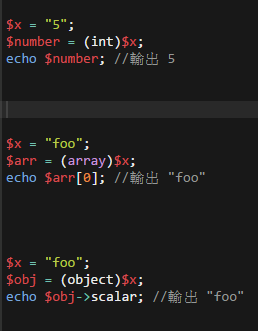 $x = "5";
$number = (int)$x;
echo $number; //輸出 5
$x = "foo";
$arr = (array)$x;
echo $arr[0]; //輸出 "foo"
$x = "foo";
$obj = (object)$x;
echo $obj->scalar; //輸出 "foo"